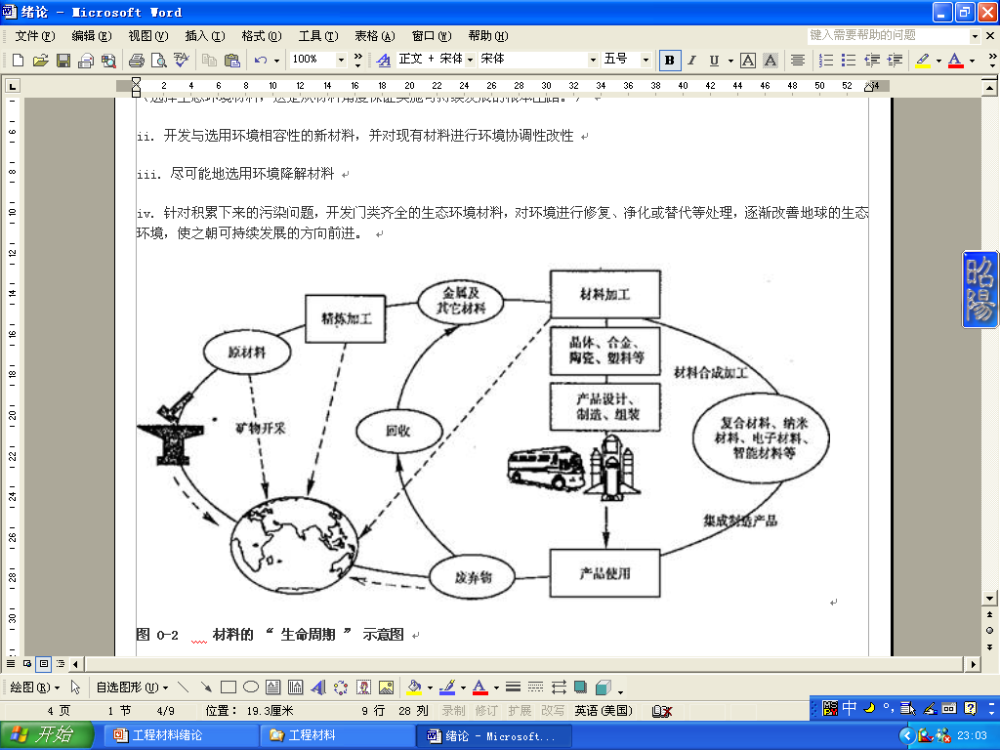 绪论 - Microsoft Word
文件(F) 编辑(E) 视图(V) 插入(I) 格式(O) 工具(T) 表格(A) 窗口(W) 帮助(H) 键入需要帮助的问题
100% 正文 + 宋体 宋体 五号 B I U A A A
L 2 4 6 8 10 12 14 16 18 20 22 24 26 28 30 32 34 36 38 40 42 44 46 48 50 52 54
6 8 10 12 14 16 18 20 22 24 26 28 30
ii. 开发与选用环境相容性的新材料，并对现有材料进行环境协调性改性
iii. 尽可能地选用环境降解材料
iv. 针对积累下来的污染问题，开发门类齐全的生态环境材料，对环境进行修复、净化或替代等处理，逐渐改善地球的生态
环境，使之朝可持续发展的方向前进。
昭陽
金属及
其它材料
材料加工
精炼加工
原材料
晶体、合金、
陶瓷、塑料等
材料合成加工
产品设计、
制造、组装
矿物开采
回收
复合材料、纳米
材料、电子材料、
智能材料等
集成制造产品
废弃物
产品使用
图 0-2 材料的 “ 生命周期 ” 示意图
绘图(R) 自选图形(U)
4 页 1 节 4/9 位置： 19.3厘米 9 行 28 列 录制 修订 扩展 改写 英语(美国)
中
开始 工程材料绪论 工程材料 绪论 - Microsoft... 23:03